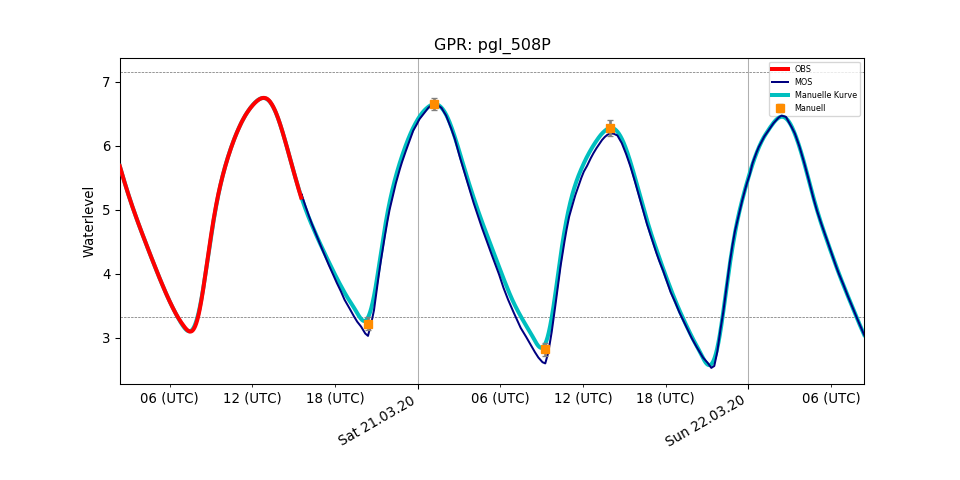 GPR: pgl_508P
OBS
MOS
Manuelle Kurve
Manuell
Waterlevel
7
6
5
4
3
06 (UTC) 12 (UTC) 18 (UTC) 06 (UTC) 12 (UTC) 18 (UTC) 06 (UTC)
Sat 21.03.20 Sun 22.03.20